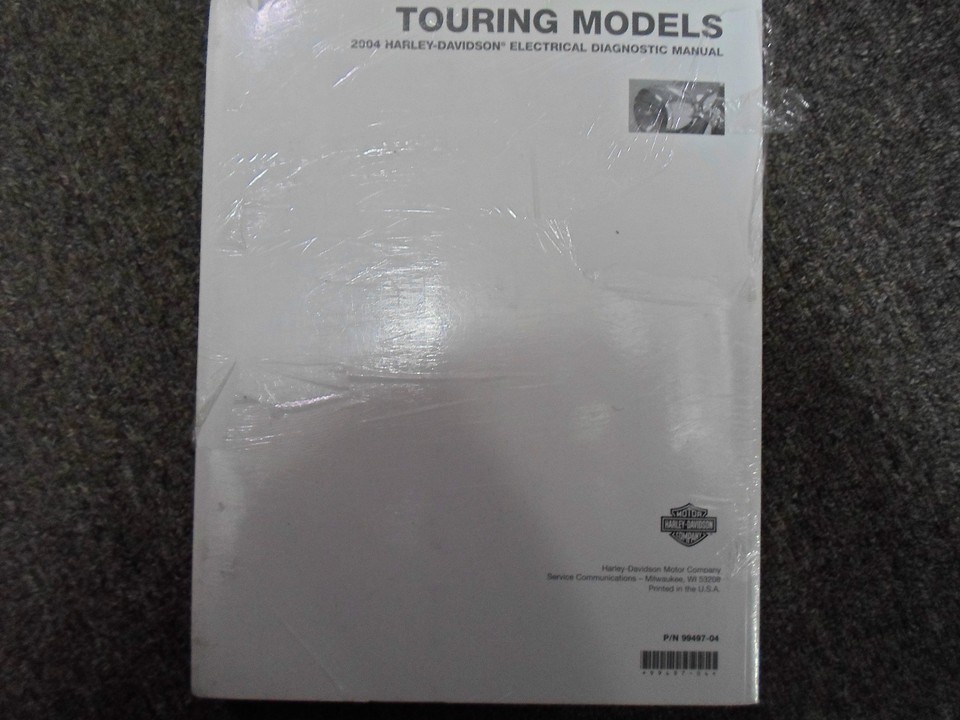 TOURING MODELS
2004 HARLEY-DAVIDSON® ELECTRICAL DIAGNOSTIC MANUAL
MOTOR
HARLEY-DAVIDSON
COMPANY
Harley-Davidson Motor Company
Service Communications – Milwaukee, WI 53208
Printed in the U.S.A.
P/N 99497-04